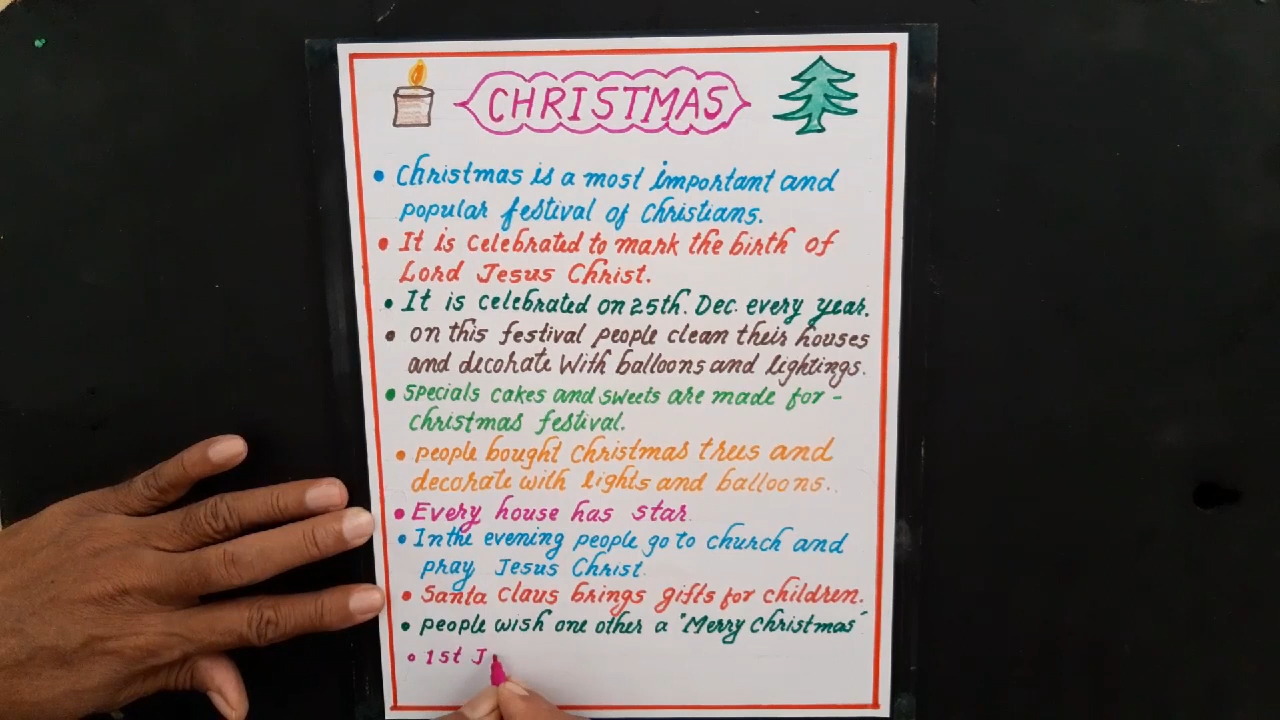 CHRISTMAS
• Christmas is a most important and
popular festival of Christians.
• It is celebrated to mark the birth of
Lord Jesus Christ.
• It is celebrated on 25th. Dec. every year.
• on this festival people clean their houses
and decorate With balloons and lightings.
• Specials cakes and sweets are made for -
christmas festival.
• people bought Christmas trees and
decorate with lights and balloons..
• Every house has star.
• In the evening people go to church and
pray Jesus Christ.
• Santa Claus brings gifts for children.
• people wish one other a "Merry Christmas"
• 1st J